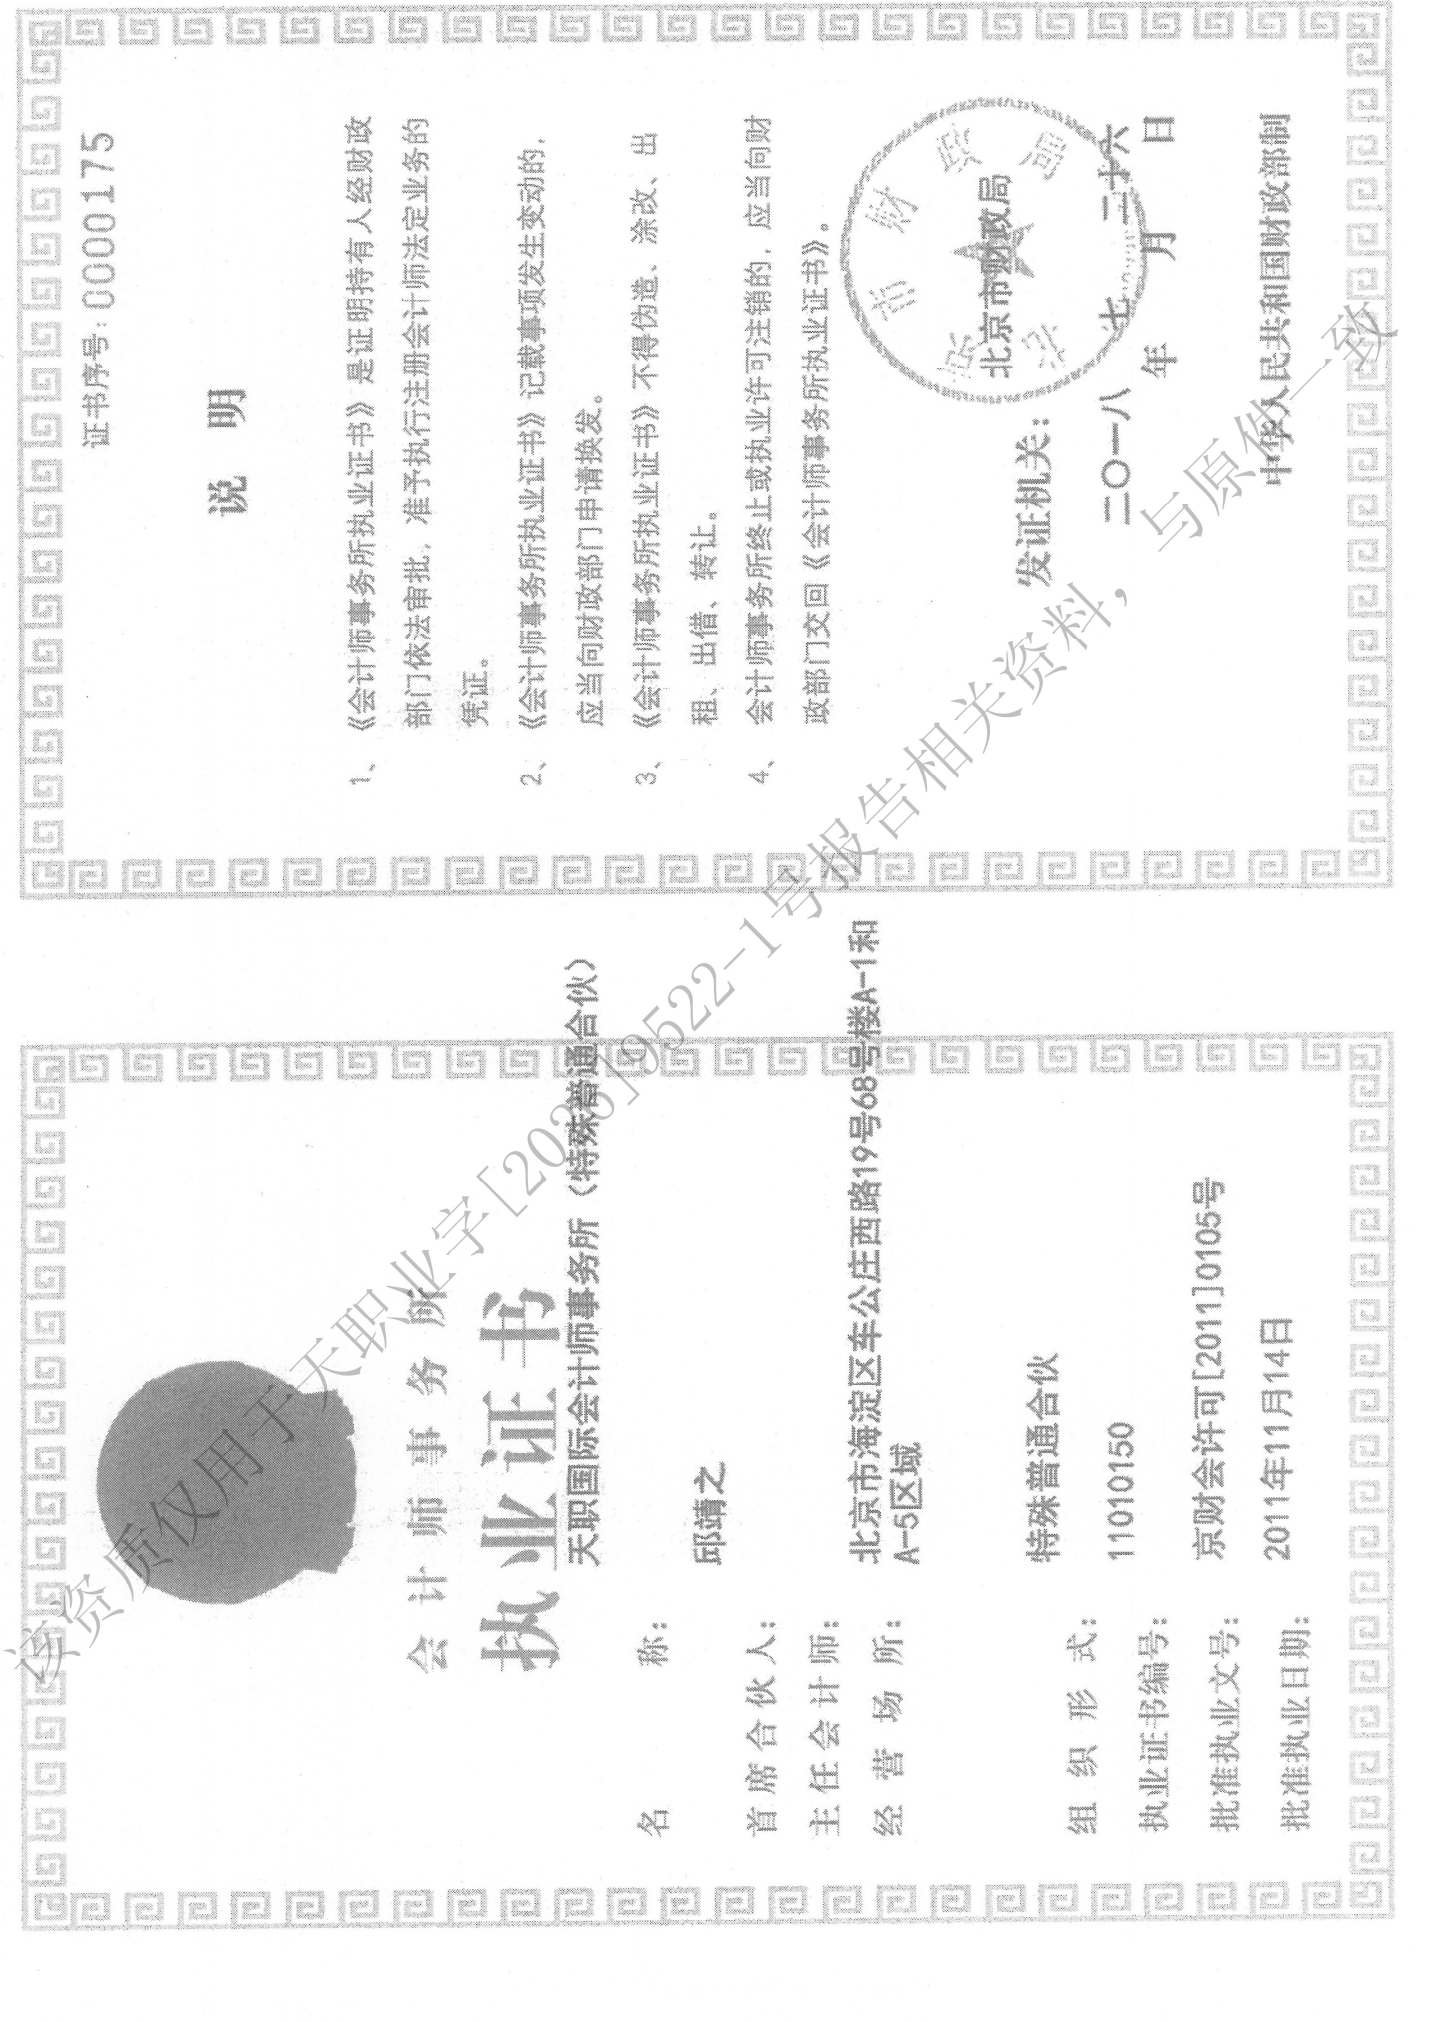 会计师事务所
执业证书
名称：天职国际会计师事务所（特殊普通合伙）
首席合伙人：邱靖之
主任会计师：
经营场所：北京市海淀区车公庄西路19号68号楼A-1和
A-5区域
组织形式：特殊普通合伙
执业证书编号：11010150
批准执业文号：京财会许可[2011]0105号
批准执业日期：2011年11月14日
证书序号：0000175
说明
1、《会计师事务所执业证书》是证明持有人经财政
部门依法审批，准予执行注册会计师法定业务的
凭证。
2、《会计师事务所执业证书》记载事项发生变动的，
应当向财政部门申请换发。
3、《会计师事务所执业证书》不得伪造、涂改、出
租、出借、转让。
4、会计师事务所终止或执业许可注销的，应当向财
政部门交回《会计师事务所执业证书》。
发证机关：北京市财政局
北京市财政局
二〇一八年七月二十六日
中华人民共和国财政部制
该资质仅用于天职业字[2026]9522-1号报告相关资料，与原件一致